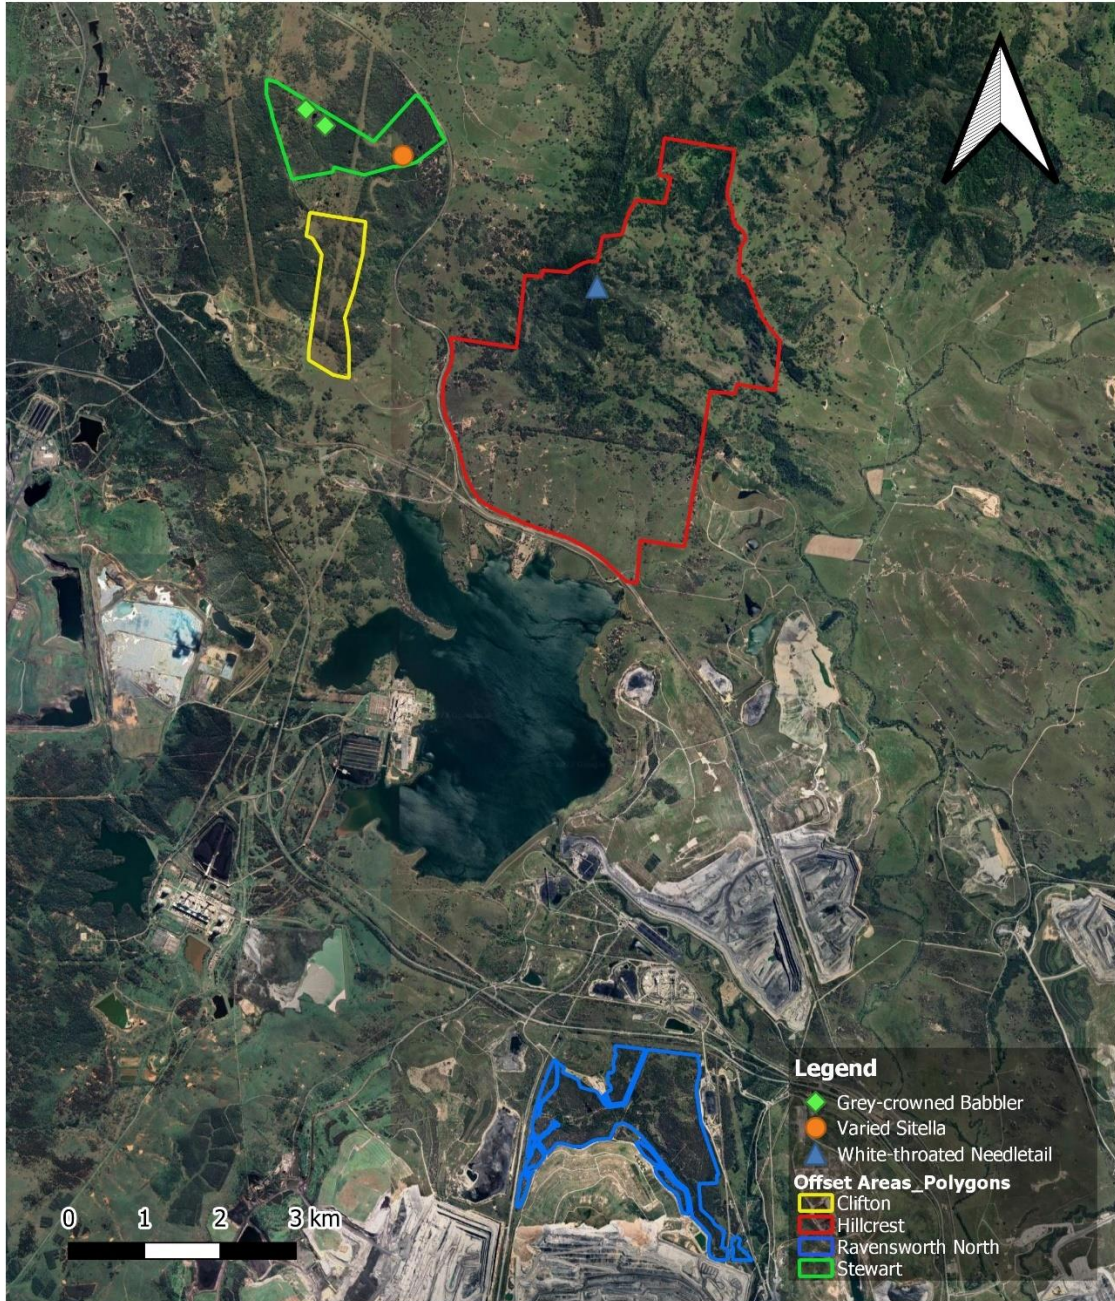 Legend
Grey-crowned Babbler
Varied Sitella
White-throated Needletail
Offset Areas_Polygons
Clifton
Hillcrest
Ravensworth North
Stewart
0 1 2 3 km